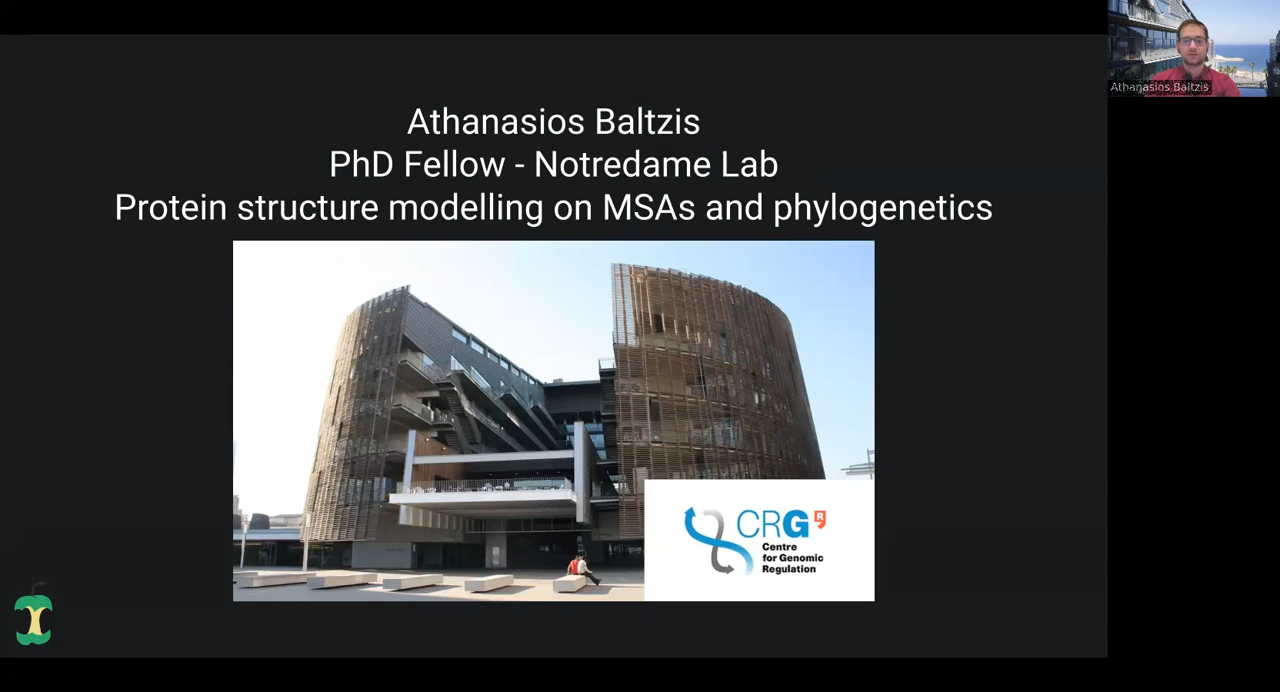 Athanasios Baltzis
PhD Fellow - Notredame Lab
Protein structure modelling on MSAs and phylogenetics
CRG R
Centre
for Genomic
Regulation
Athanasios Baltzis